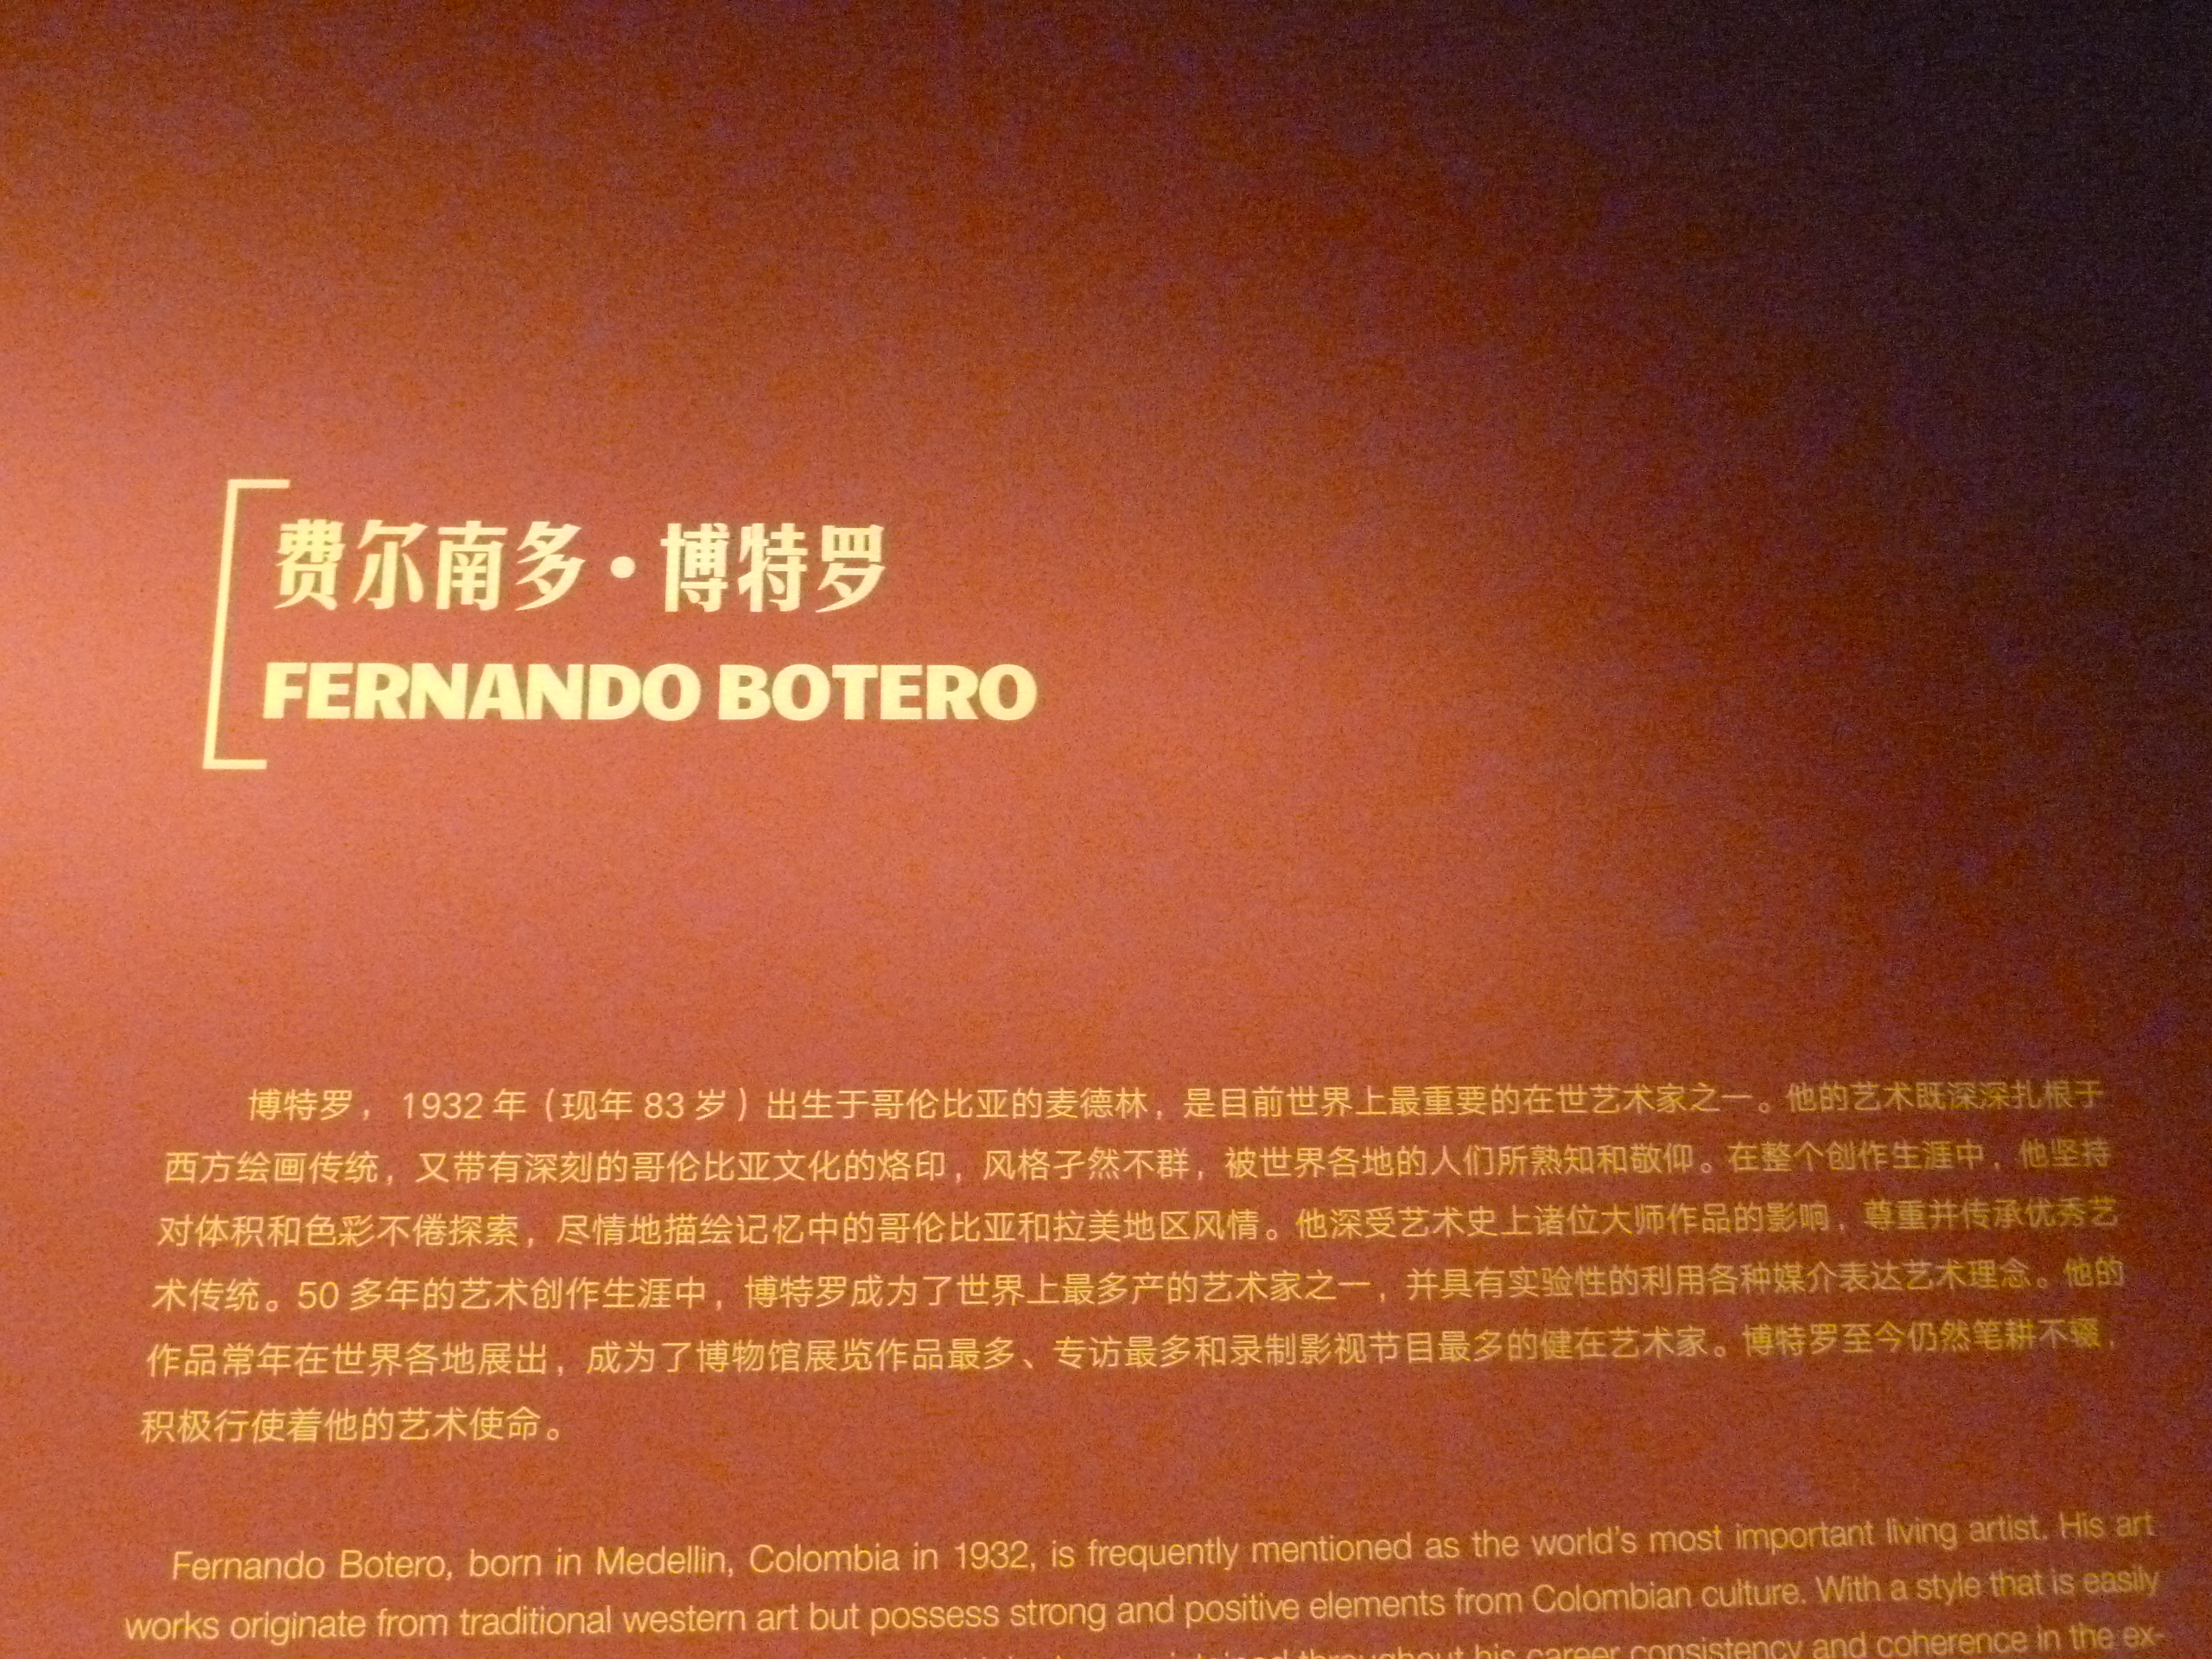 费尔南多·博特罗
FERNANDO BOTERO
博特罗，1932 年（现年 83 岁）出生于哥伦比亚的麦德林，是目前世界上最重要的在世艺术家之一。他的艺术既深深扎根于
西方绘画传统，又带有深刻的哥伦比亚文化的烙印，风格孑然不群，被世界各地的人们所熟知和敬仰。在整个创作生涯中，他坚持
对体积和色彩不倦探索，尽情地描绘记忆中的哥伦比亚和拉美地区风情。他深受艺术史上诸位大师作品的影响，尊重并传承优秀艺
术传统。50 多年的艺术创作生涯中，博特罗成为了世界上最多产的艺术家之一，并具有实验性的利用各种媒介表达艺术理念。他的
作品常年在世界各地展出，成为了博物馆展览作品最多、专访最多和录制影视节目最多的健在艺术家。博特罗至今仍然笔耕不辍，
积极行使着他的艺术使命。
Fernando Botero, born in Medellin, Colombia in 1932, is frequently mentioned as the world's most important living artist. His art
works originate from traditional western art but possess strong and positive elements from Colombian culture. With a style that is easily
throughout his career consistency and coherence in the ex-